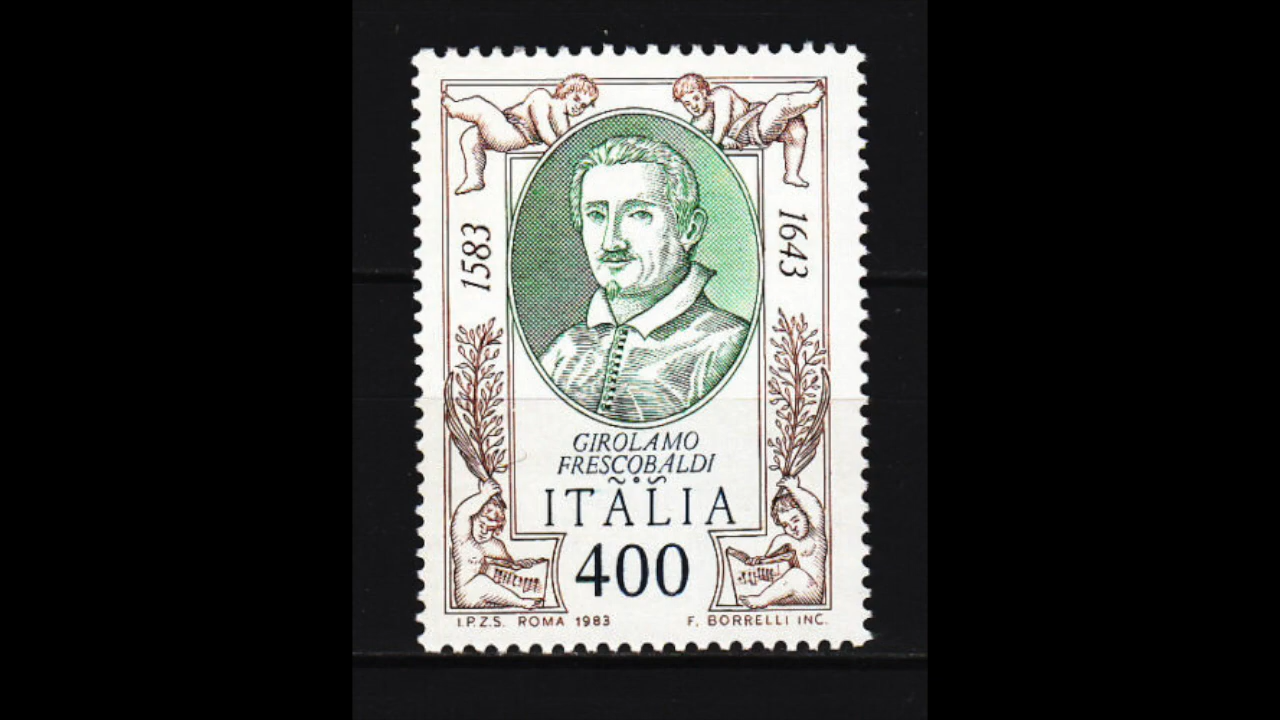 1583
1643
GIROLAMO
FRESCOBALDI
ITALIA
400
I.P.Z.S. ROMA 1983
F. BORRELLI INC.